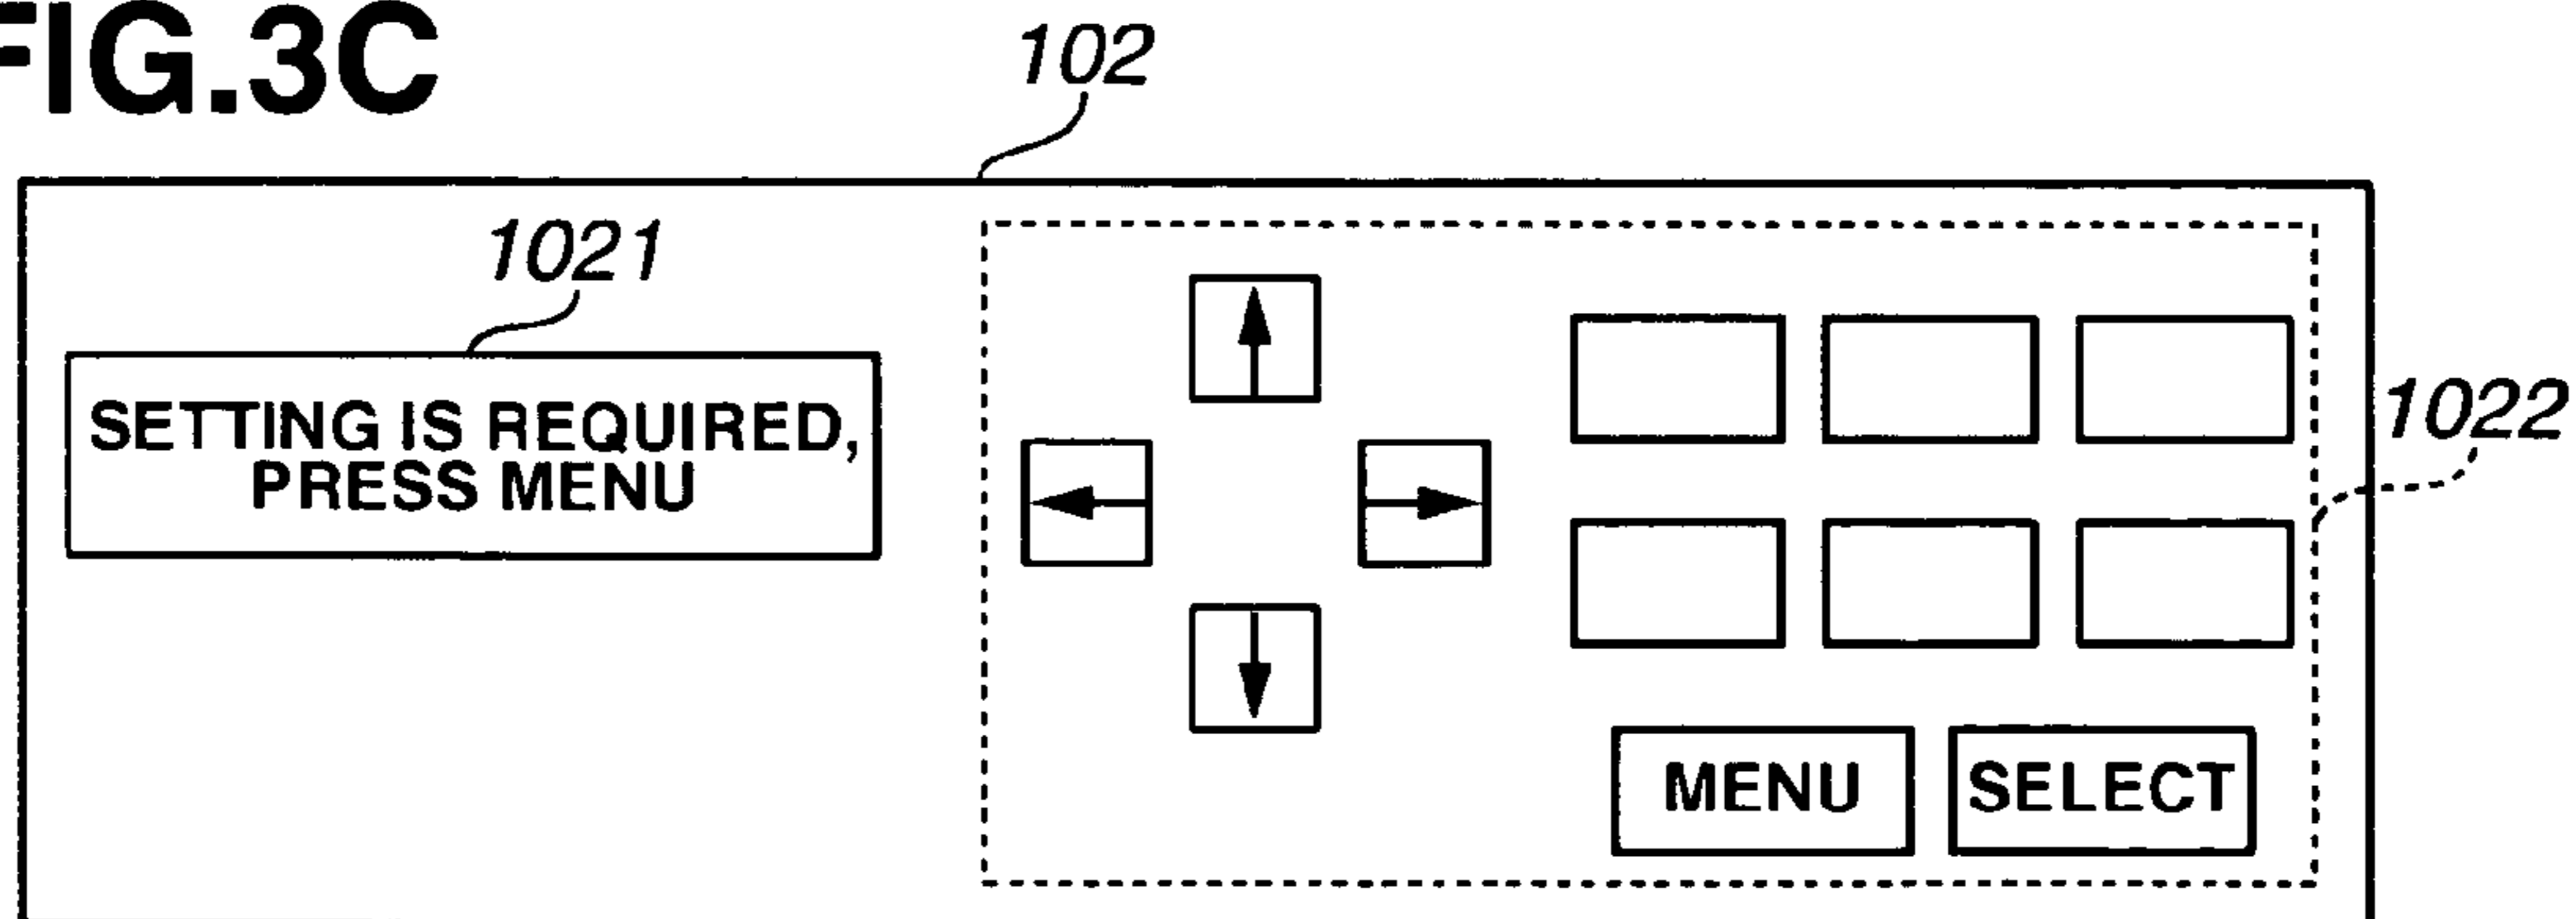 FIG.3C
102
1021
SETTING IS REQUIRED,
PRESS MENU
1022
MENU
SELECT